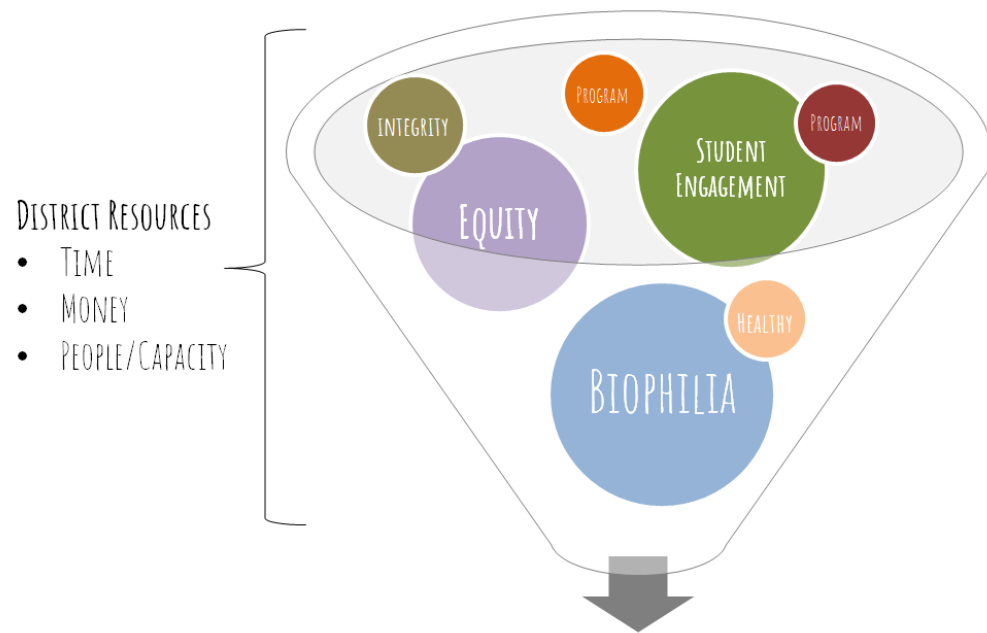 District Resources
• Time
• Money
• People/Capacity
Integrity
Program
Student
Engagement
Program
Equity
Healthy
Biophilia